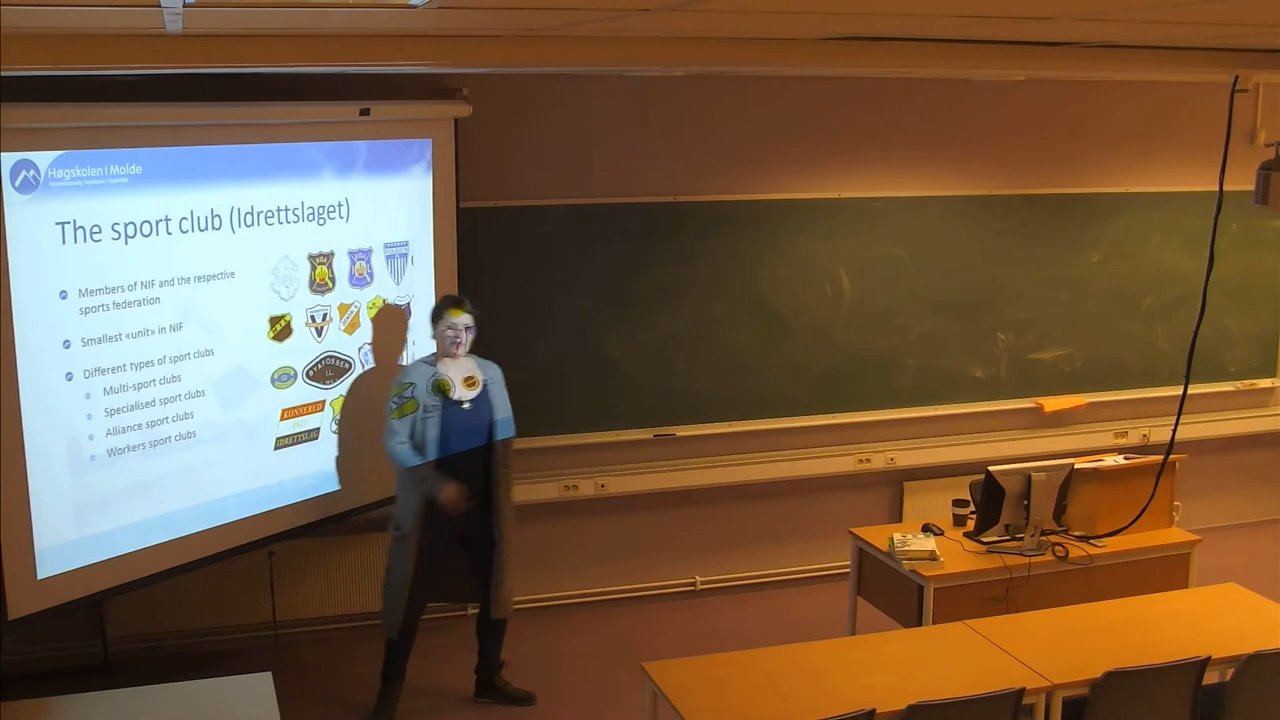 Høgskolen i Molde
The sport club (Idrettslaget)
Members of NIF and the respective
sports federation
Smallest «unit» in NIF
Different types of sport clubs
Multi-sport clubs
Specialised sport clubs
Alliance sport clubs
Workers sport clubs
BYAFOSSEN
I.L.
KONNERUD
IDRETTSLAG